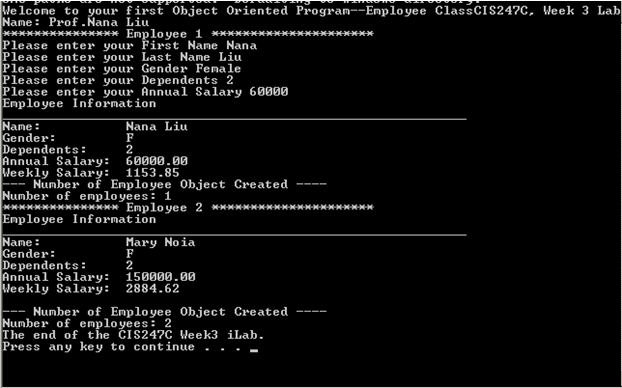 Welcome to your first Object Oriented Program--Employee ClassCIS247C, Week 3 Lab
Name: Prof.Nana Liu
*************** Employee 1 *********************
Please enter your First Name Nana
Please enter your Last Name Liu
Please enter your Gender Female
Please enter your Dependents 2
Please enter your Annual Salary 60000
Employee Information
____________________________________________________________
Name: Nana Liu
Gender: F
Dependents: 2
Annual Salary: 60000.00
Weekly Salary: 1153.85
--- Number of Employee Object Created ----
Number of employees: 1
*************** Employee 2 *********************
Employee Information
____________________________________________________________
Name: Mary Noia
Gender: F
Dependents: 2
Annual Salary: 150000.00
Weekly Salary: 2884.62
--- Number of Employee Object Created ----
Number of employees: 2
The end of the CIS247C Week3 iLab.
Press any key to continue . . . _